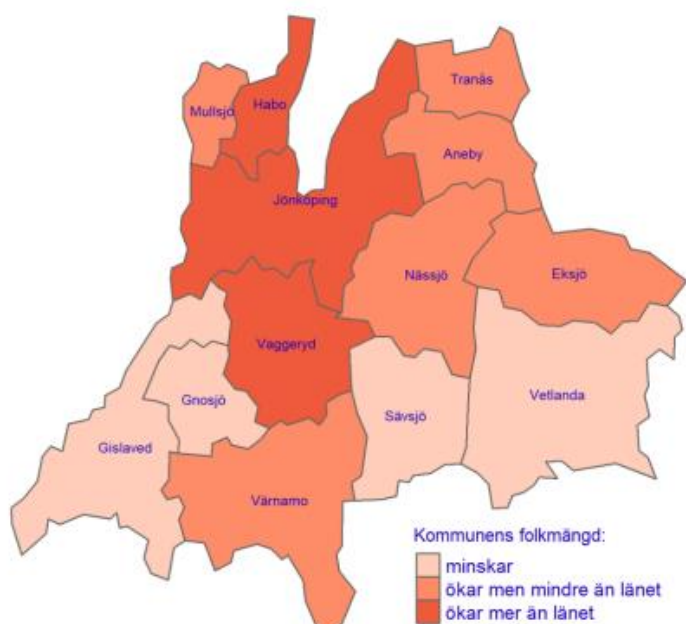 Tranås
Habo
Mullsjö
Aneby
Jönköping
Nässjö
Eksjö
Vaggeryd
Gnosjö
Vetlanda
Sävsjö
Gislaved
Värnamo
Kommunens folkmängd:
minskar
ökar men mindre än länet
ökar mer än länet